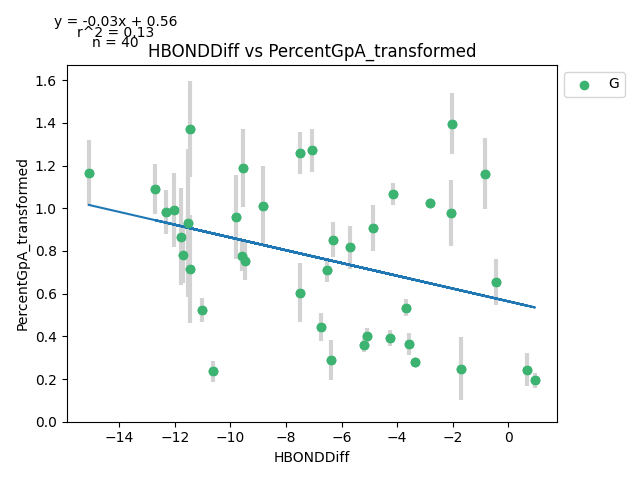 y = -0.03x + 0.56
r^2 = 0.13
n = 40
HBONDDiff vs PercentGpA_transformed
G
PercentGpA_transformed
1.6
1.4
1.2
1.0
0.8
0.6
0.4
0.2
0.0
−14 −12 −10 −8 −6 −4 −2 0
HBONDDiff